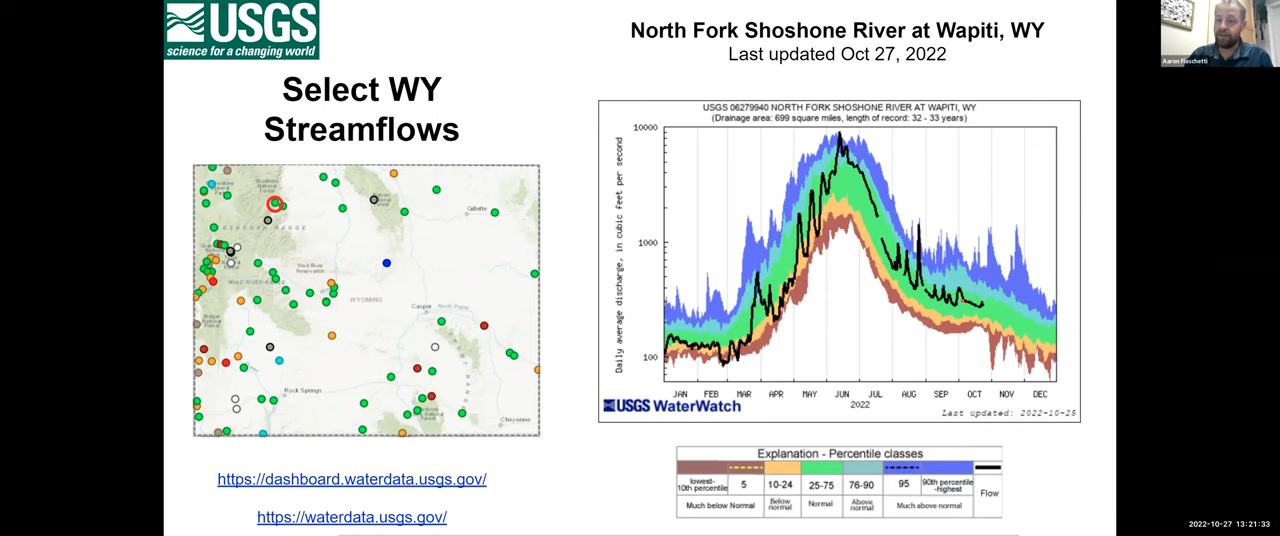 USGS
science for a changing world
Select WY
Streamflows
Gillette
WIND RIVER RANGE
Wind River
Reservation
WYOMING
Casper
North Platte
Rock Springs
Cheyenne
https://dashboard.waterdata.usgs.gov/
https://waterdata.usgs.gov/
North Fork Shoshone River at Wapiti, WY
Last updated Oct 27, 2022
USGS 06279940 NORTH FORK SHOSHONE RIVER AT WAPITI, WY
(Drainage area: 699 square miles, length of record: 32 - 33 years)
Daily average discharge, in cubic feet per second
10000
1000
100
JAN FEB MAR APR MAY JUN JUL AUG SEP OCT NOV DEC
2022
USGS WaterWatch
Last updated: 2022-10-25
Explanation - Percentile classes
lowest-
10th percentile
5
10-24
25-75
76-90
95
90th percentile
-highest
Flow
Much below Normal
Below
normal
Normal
Above
normal
Much above normal
Aaron Fiaschetti
2022-10-27 13:21:33